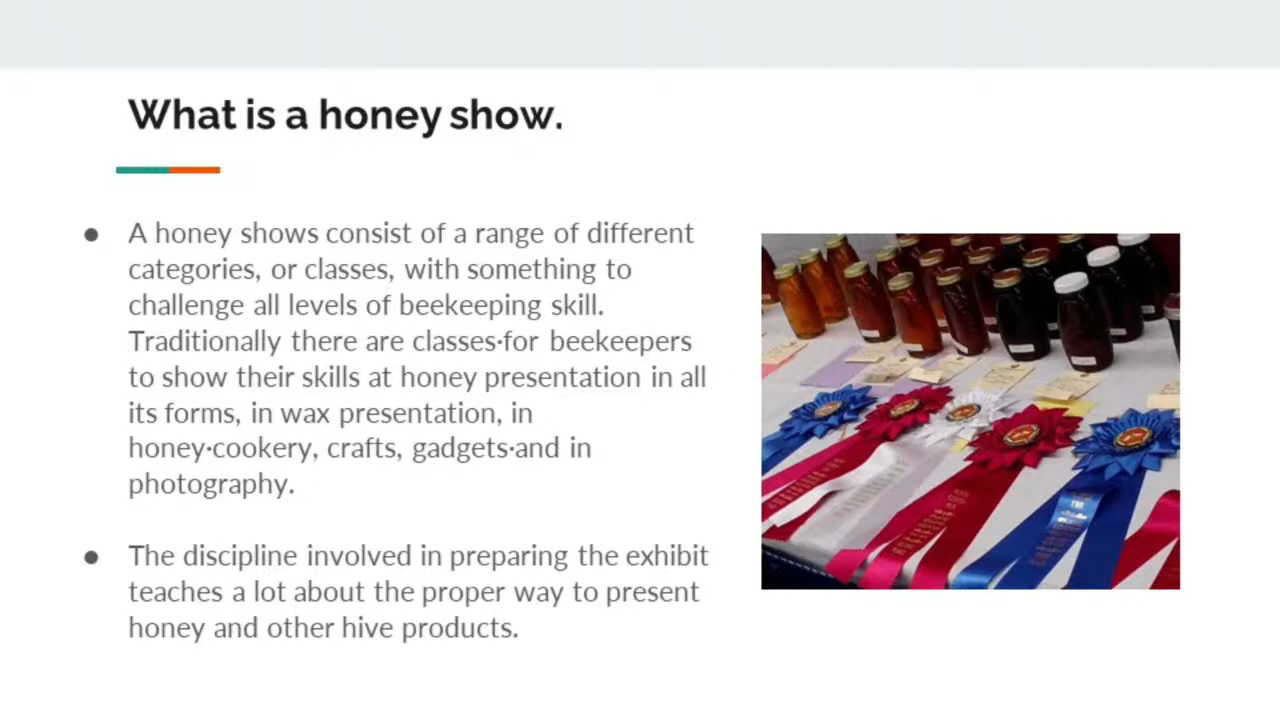 What is a honey show.
● A honey shows consist of a range of different
categories, or classes, with something to
challenge all levels of beekeeping skill.
Traditionally there are classes·for beekeepers
to show their skills at honey presentation in all
its forms, in wax presentation, in
honey·cookery, crafts, gadgets·and in
photography.
● The discipline involved in preparing the exhibit
teaches a lot about the proper way to present
honey and other hive products.